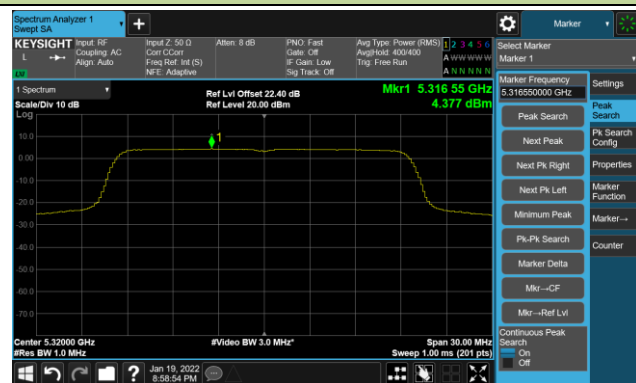 Spectrum Analyzer 1
Swept SA
+
Marker
KEYSIGHT
L
Input: RF
Coupling: AC
Align: Auto
Input Z: 50 Ω
Corr CCorr
Freq Ref: Int (S)
NFE: Adaptive
Atten: 8 dB
PNO: Fast
Gate: Off
IF Gain: Low
Sig Track: Off
Avg Type: Power (RMS)
Avg|Hold: 400/400
Trig: Free Run
1 2 3 4 5 6
A W W W W W
A N N N N N
Select Marker
Marker 1
1 Spectrum
Scale/Div 10 dB
Log
Ref Lvl Offset 22.40 dB
Ref Level 20.00 dBm
Mkr1 5.316 55 GHz
4.377 dBm
1
10.0
0.00
-10.0
-20.0
-30.0
-40.0
-50.0
-60.0
-70.0
Center 5.32000 GHz
#Res BW 1.0 MHz
#Video BW 3.0 MHz*
Span 30.00 MHz
Sweep 1.00 ms (201 pts)
Marker Frequency
5.316550000 GHz
Peak Search
Next Peak
Next Pk Right
Next Pk Left
Minimum Peak
Pk-Pk Search
Marker Delta
Mkr→CF
Mkr→Ref Lvl
Continuous Peak
Search
On
Off
Settings
Peak
Search
Pk Search
Config
Properties
Marker
Function
Marker→
Counter
?
Jan 19, 2022
8:58:54 PM